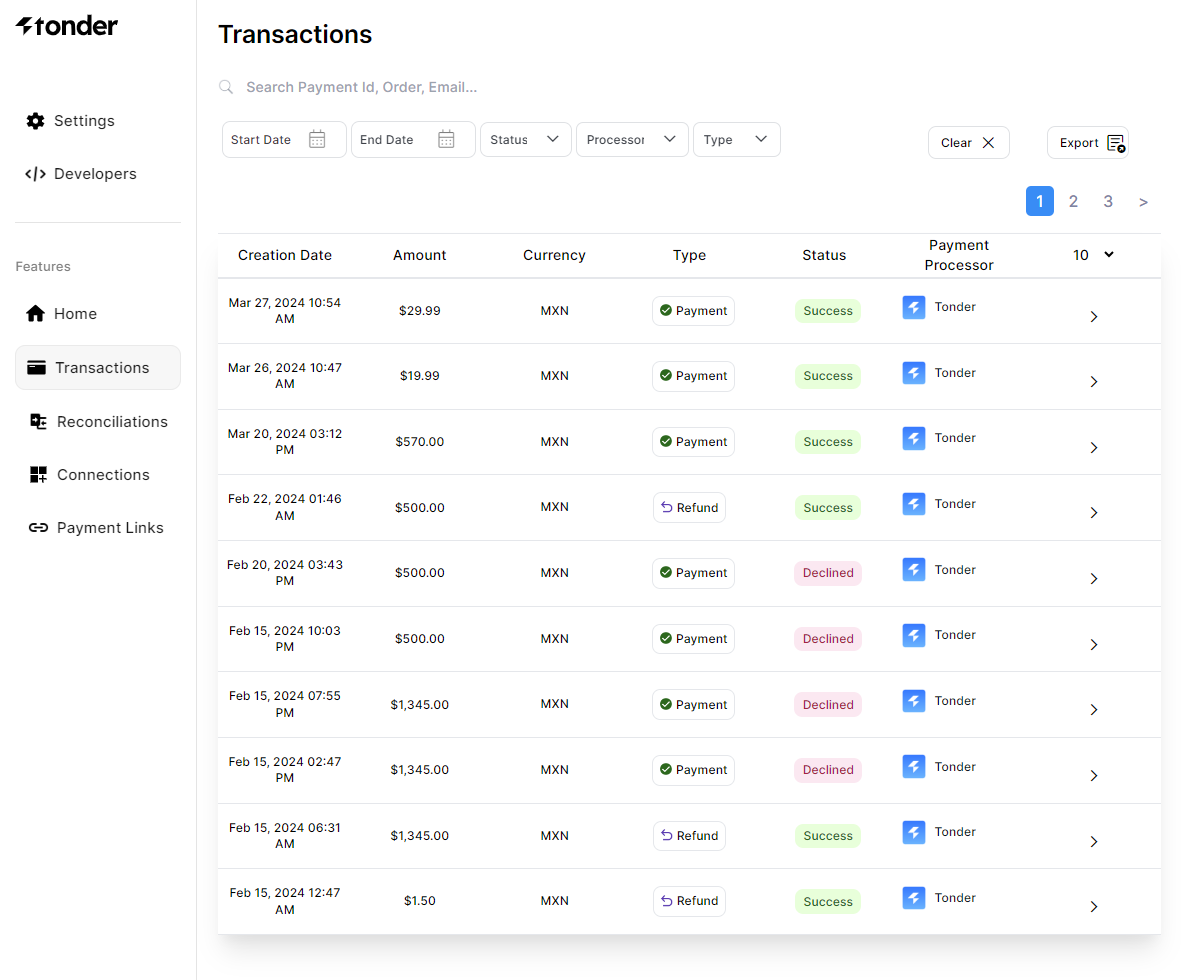 tonder
Transactions
Search Payment Id, Order, Email...
Settings
Developers
Start Date
End Date
Status
Processor
Type
Clear
Export
1 2 3 >
Features
Home
Transactions
Reconciliations
Connections
Payment Links
Creation Date Amount Currency Type Status Payment Processor 10
Mar 27, 2024 10:54 AM $29.99 MXN Payment Success Tonder
Mar 26, 2024 10:47 AM $19.99 MXN Payment Success Tonder
Mar 20, 2024 03:12 PM $570.00 MXN Payment Success Tonder
Feb 22, 2024 01:46 AM $500.00 MXN Refund Success Tonder
Feb 20, 2024 03:43 PM $500.00 MXN Payment Declined Tonder
Feb 15, 2024 10:03 PM $500.00 MXN Payment Declined Tonder
Feb 15, 2024 07:55 PM $1,345.00 MXN Payment Declined Tonder
Feb 15, 2024 02:47 PM $1,345.00 MXN Payment Declined Tonder
Feb 15, 2024 06:31 AM $1,345.00 MXN Refund Success Tonder
Feb 15, 2024 12:47 AM $1.50 MXN Refund Success Tonder